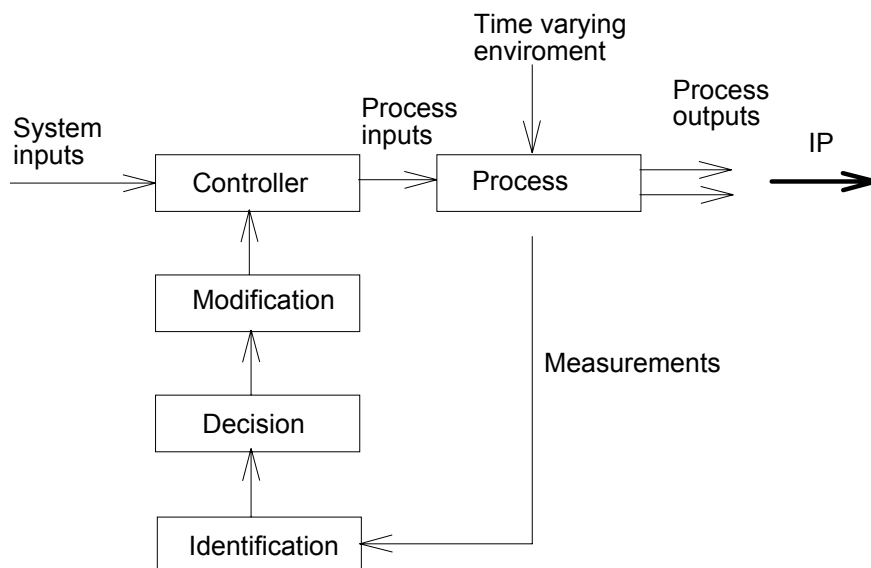 Time varying
enviroment
Process
outputs
IP
Process
inputs
System
inputs
Controller
Process
Modification
Measurements
Decision
Identification